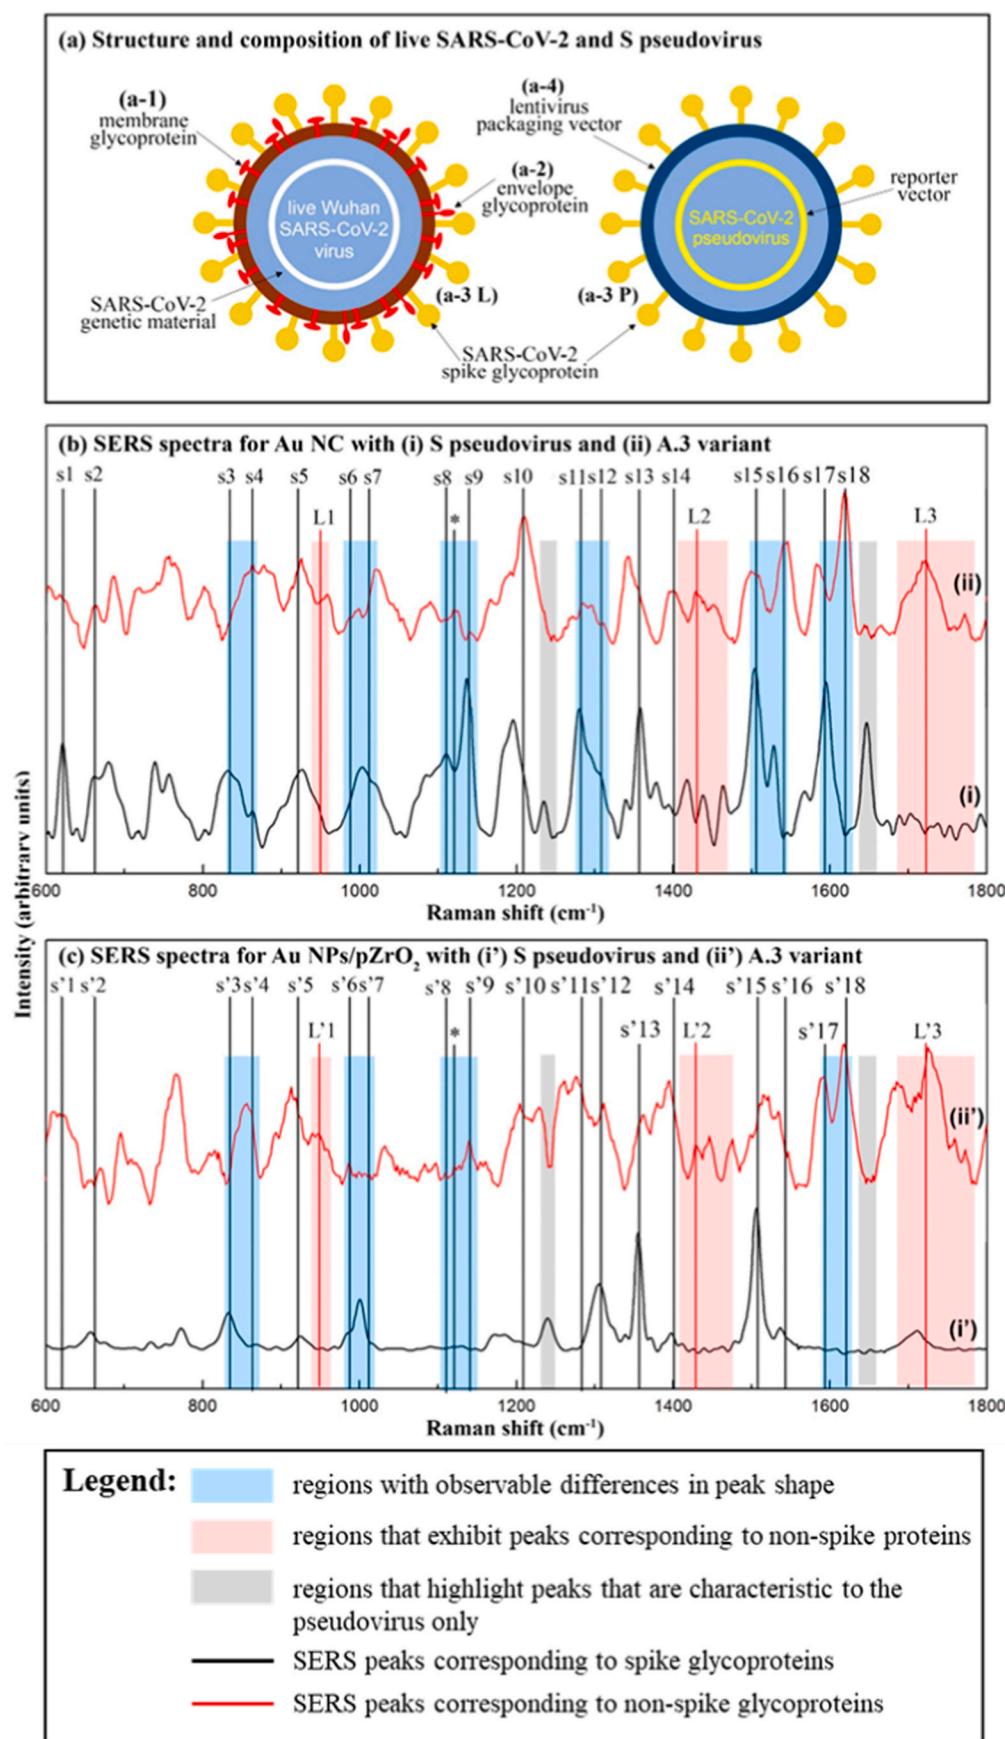 (a) Structure and composition of live SARS-CoV-2 and S pseudovirus
(a-1)
membrane
glycoprotein
(a-4)
lentivirus
packaging vector
(a-2)
envelope
glycoprotein
reporter
vector
live Wuhan
SARS-CoV-2
virus
SARS-CoV-2
pseudovirus
SARS-CoV-2
genetic material
(a-3 L)
(a-3 P)
SARS-CoV-2
spike glycoprotein
Intensity (arbitrary units)
(b) SERS spectra for Au NC with (i) S pseudovirus and (ii) A.3 variant
s1 s2 s3 s4 s5 s6 s7 s8 s9 s10 s11 s12 s13 s14 s15 s16 s17 s18
L1 * L2 L3
(ii)
(i)
600 800 1000 1200 1400 1600 1800
Raman shift (cm-1)
(c) SERS spectra for Au NPs/pZrO2 with (i’) S pseudovirus and (ii’) A.3 variant
s’1 s’2 s’3 s’4 s’5 s’6 s’7 s’8 s’9 s’10 s’11 s’12 s’14 s’15 s’16 s’18
L’1 * s’13 L’2 s’17 L’3
(ii’)
(i’)
600 800 1000 1200 1400 1600 1800
Raman shift (cm-1)
Legend:
regions with observable differences in peak shape
regions that exhibit peaks corresponding to non-spike proteins
regions that highlight peaks that are characteristic to the
pseudovirus only
SERS peaks corresponding to spike glycoproteins
SERS peaks corresponding to non-spike glycoproteins